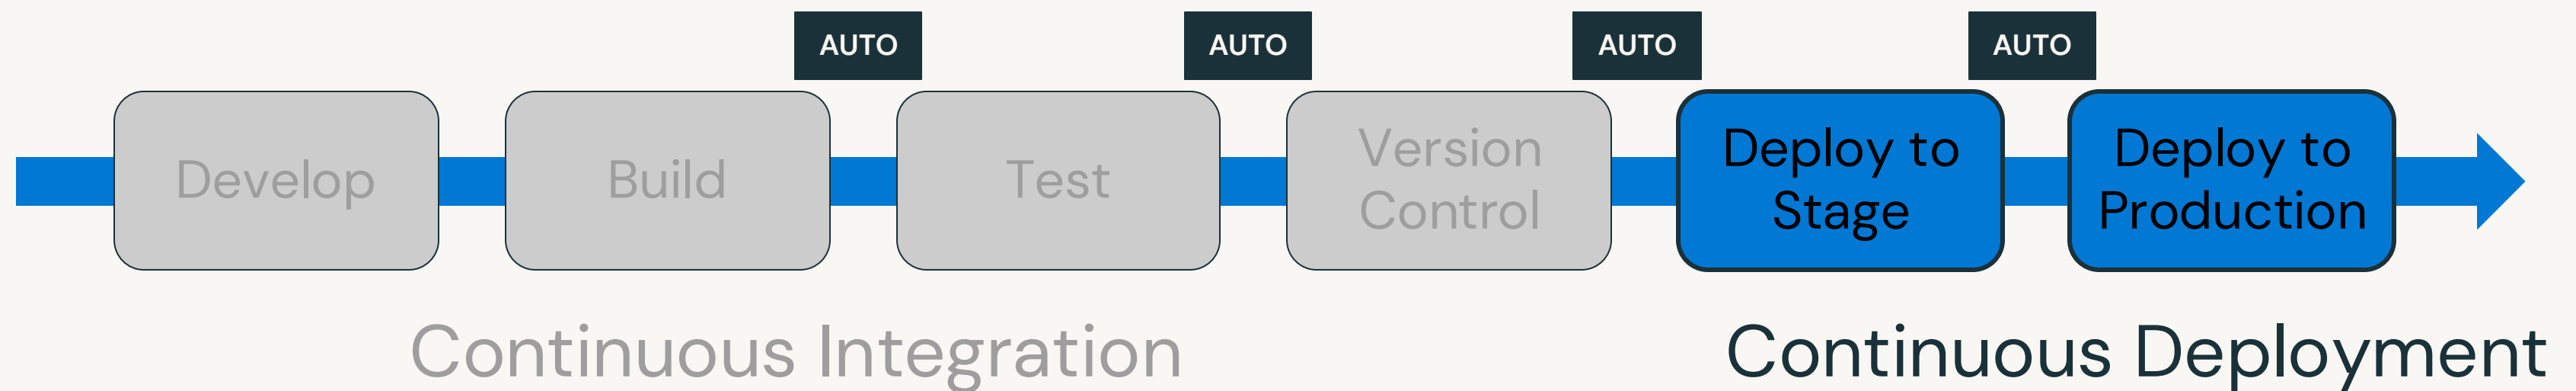 AUTO
AUTO
AUTO
AUTO
Develop
Build
Test
Version
Control
Deploy to
Stage
Deploy to
Production
Continuous Integration
Continuous Deployment